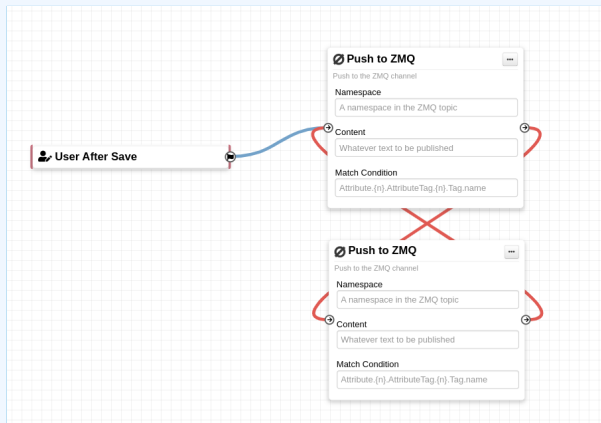 Push to ZMQ
Push to the ZMQ channel
Namespace
A namespace in the ZMQ topic
Content
Whatever text to be published
Match Condition
Attribute.{n}.AttributeTag.{n}.Tag.name
User After Save
Push to ZMQ
Push to the ZMQ channel
Namespace
A namespace in the ZMQ topic
Content
Whatever text to be published
Match Condition
Attribute.{n}.AttributeTag.{n}.Tag.name